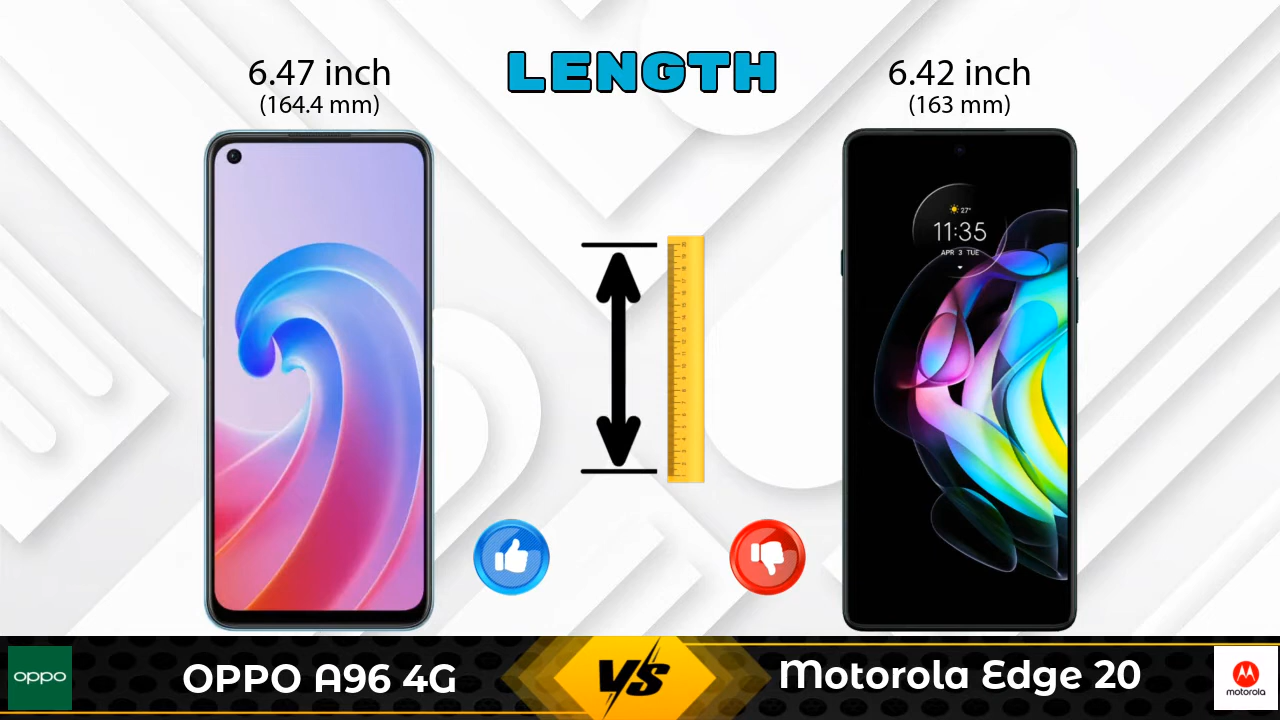 LENGTH
6.47 inch
(164.4 mm)
6.42 inch
(163 mm)
27°
11:35
APR 3 TUE
oppo
OPPO A96 4G
VS
Motorola Edge 20
motorola